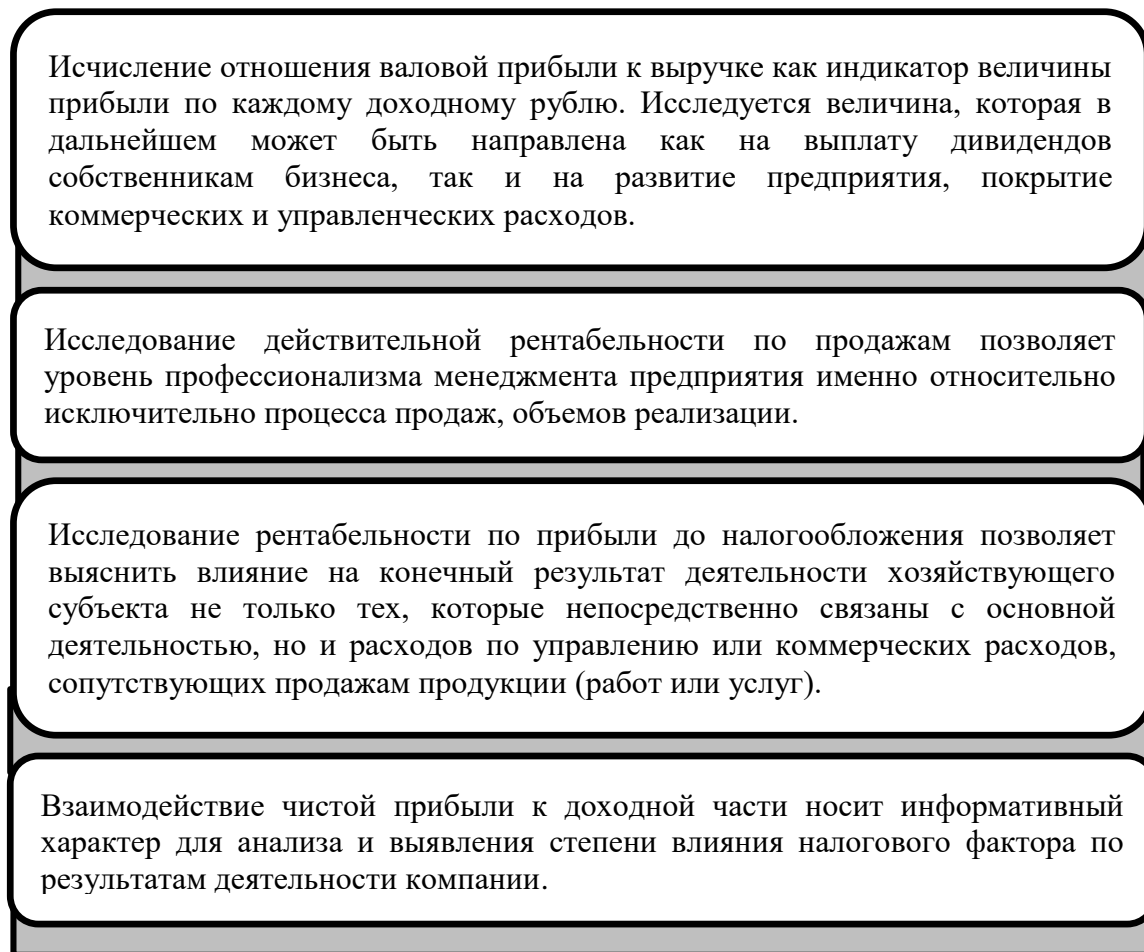 Исчисление отношения валовой прибыли к выручке как индикатор величины
прибыли по каждому доходному рублю. Исследуется величина, которая в
дальнейшем может быть направлена как на выплату дивидендов
собственникам бизнеса, так и на развитие предприятия, покрытие
коммерческих и управленческих расходов.
Исследование действительной рентабельности по продажам позволяет
уровень профессионализма менеджмента предприятия именно относительно
исключительно процесса продаж, объемов реализации.
Исследование рентабельности по прибыли до налогообложения позволяет
выяснить влияние на конечный результат деятельности хозяйствующего
субъекта не только тех, которые непосредственно связаны с основной
деятельностью, но и расходов по управлению или коммерческих расходов,
сопутствующих продажам продукции (работ или услуг).
Взаимодействие чистой прибыли к доходной части носит информативный
характер для анализа и выявления степени влияния налогового фактора по
результатам деятельности компании.